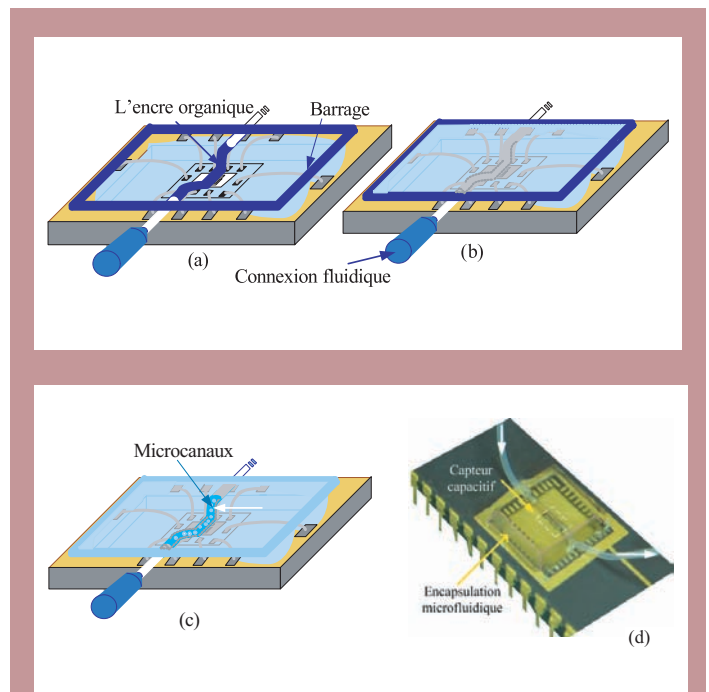 L'encre organique
Barrage
(a)
(b)
Connexion fluidique
Microcanaux
(c)
Capteur
capacitif
Encapsulation
microfluidique
(d)